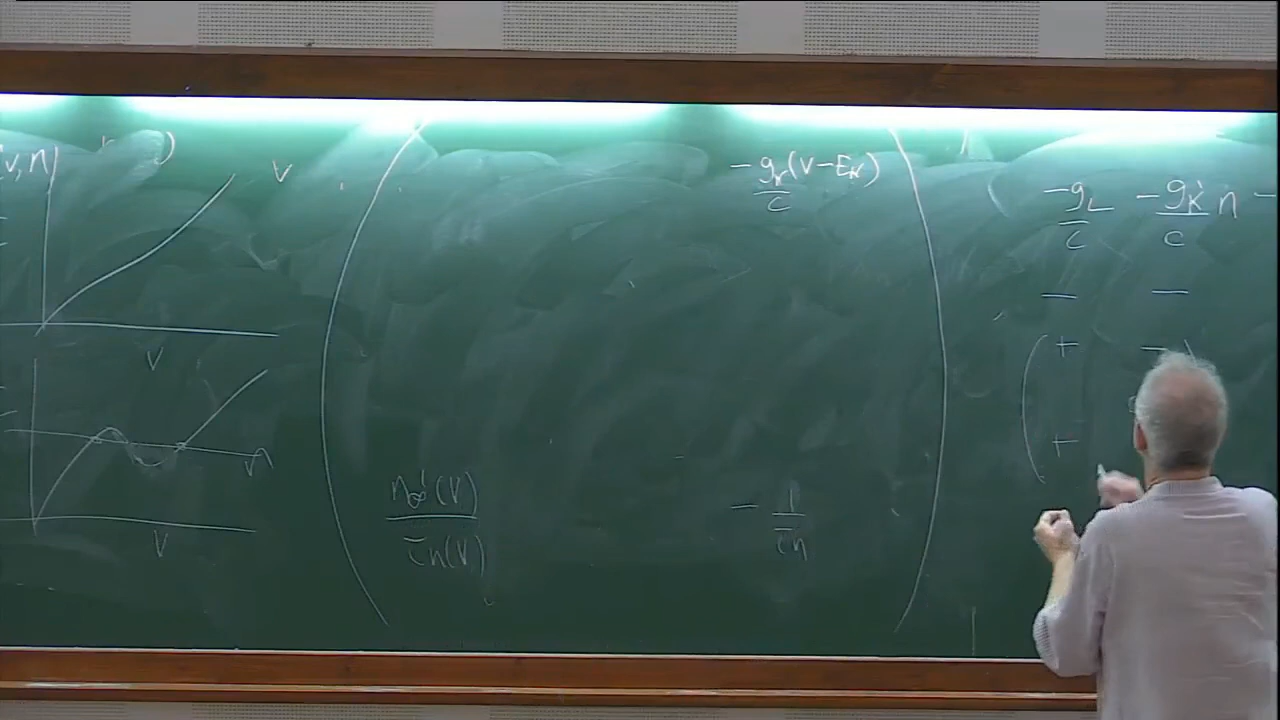 (v,n)
v
-g_K(V-E_K)/c
-g_L/c -g_K/c n -
- -
( + -
+
V
V
n∞'(V)/τn(V)
- 1/τn
V